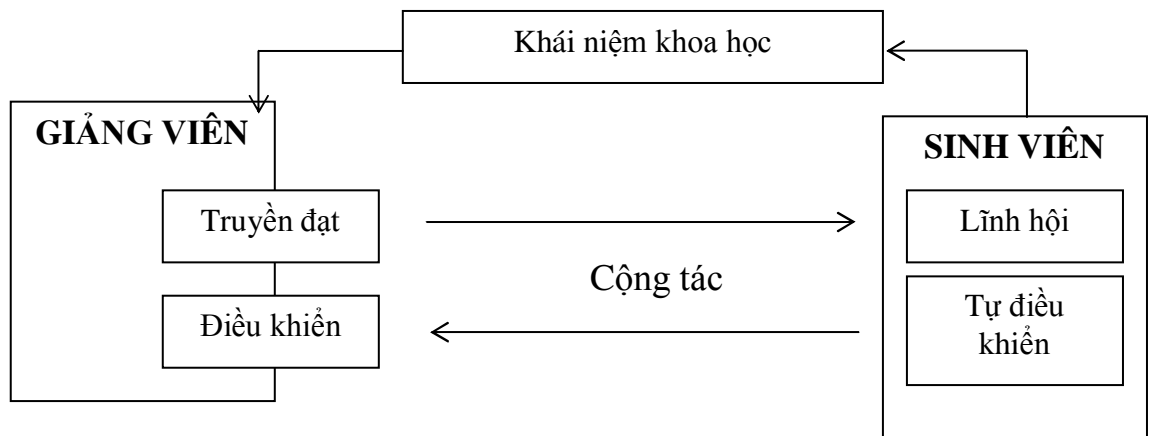 Khái niệm khoa học
GIẢNG VIÊN
SINH VIÊN
Truyền đạt
Lĩnh hội
Cộng tác
Điều khiển
Tự điều
khiển